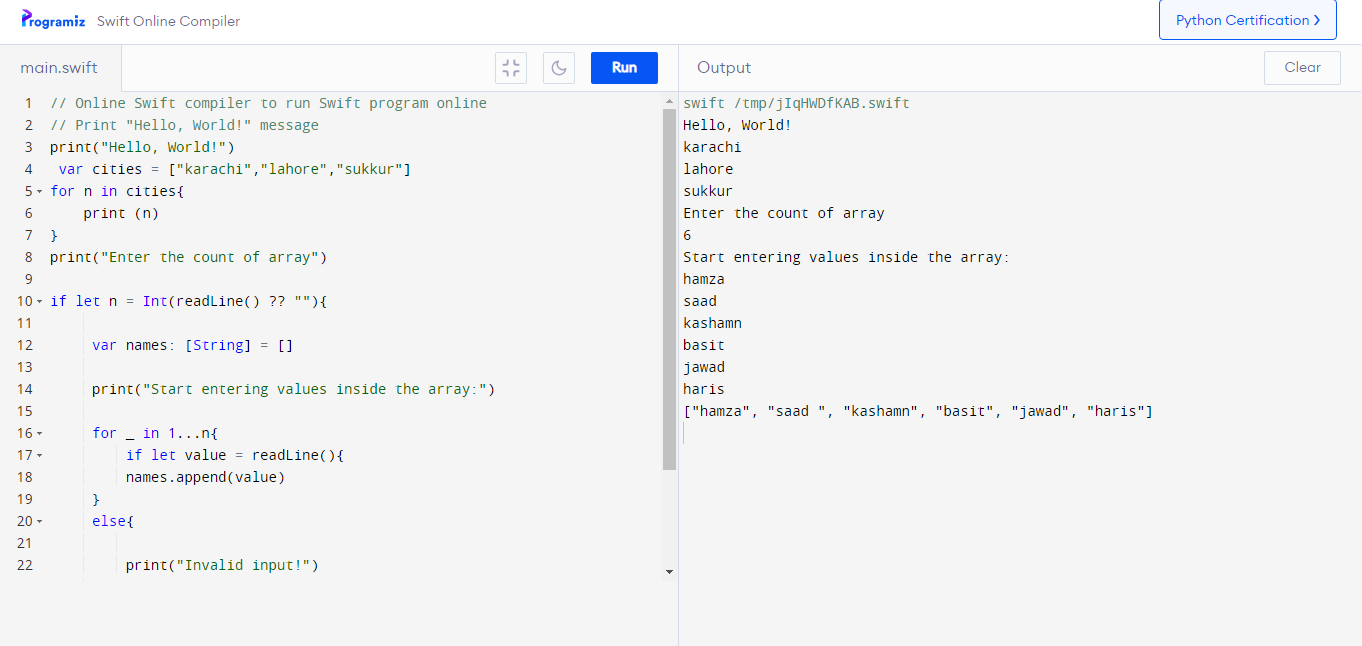 Programiz Swift Online Compiler
Python Certification ›
main.swift
Run
Output
Clear
1 // Online Swift compiler to run Swift program online
2 // Print "Hello, World!" message
3 print("Hello, World!")
4  var cities = ["karachi","lahore","sukkur"]
5 for n in cities{
6     print (n)
7 }
8 print("Enter the count of array")
9
10 if let n = Int(readLine() ?? ""){
11
12      var names: [String] = []
13
14      print("Start entering values inside the array:")
15
16      for _ in 1...n{
17          if let value = readLine(){
18          names.append(value)
19      }
20      else{
21
22          print("Invalid input!")
swift /tmp/jIqHWDfKAB.swift
Hello, World!
karachi
lahore
sukkur
Enter the count of array
6
Start entering values inside the array:
hamza
saad
kashamn
basit
jawad
haris
["hamza", "saad ", "kashamn", "basit", "jawad", "haris"]